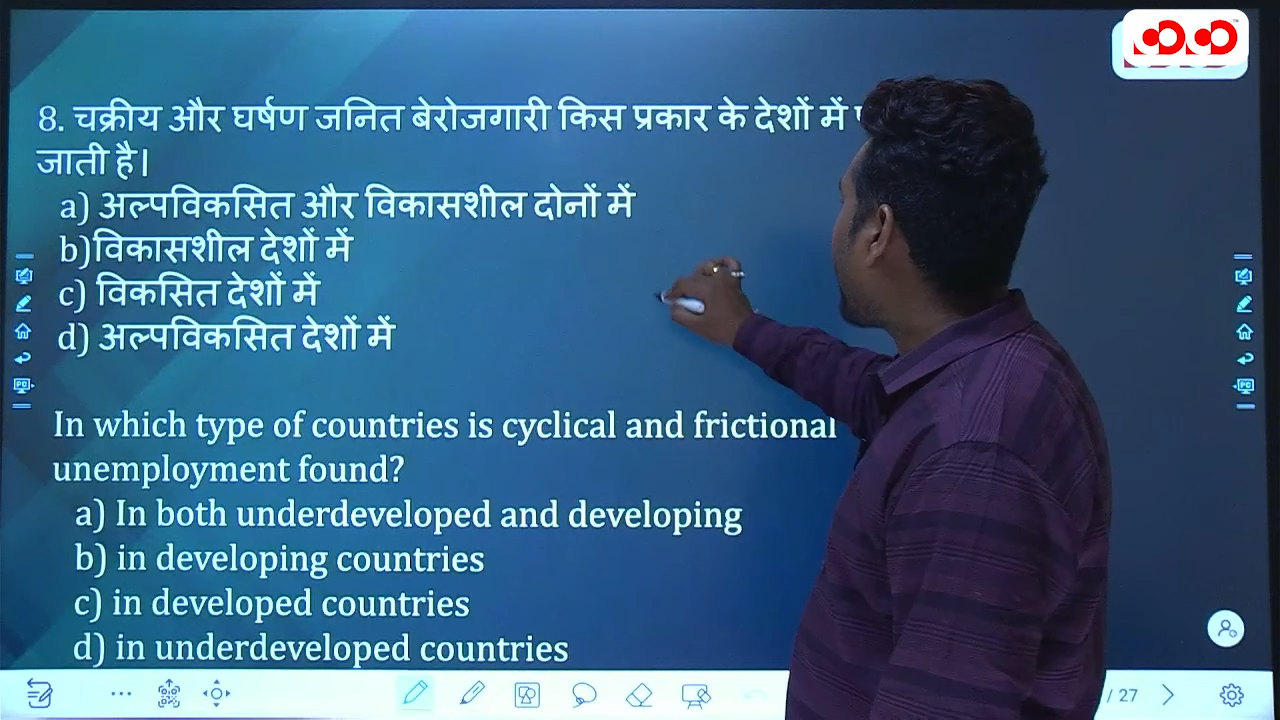 8. चक्रीय और घर्षण जनित बेरोजगारी किस प्रकार के देशों में
जाती है।
a) अल्पविकसित और विकासशील दोनों में
b)विकासशील देशों में
c) विकसित देशों में
d) अल्पविकसित देशों में
In which type of countries is cyclical and frictional
unemployment found?
a) In both underdeveloped and developing
b) in developing countries
c) in developed countries
d) in underdeveloped countries
/ 27